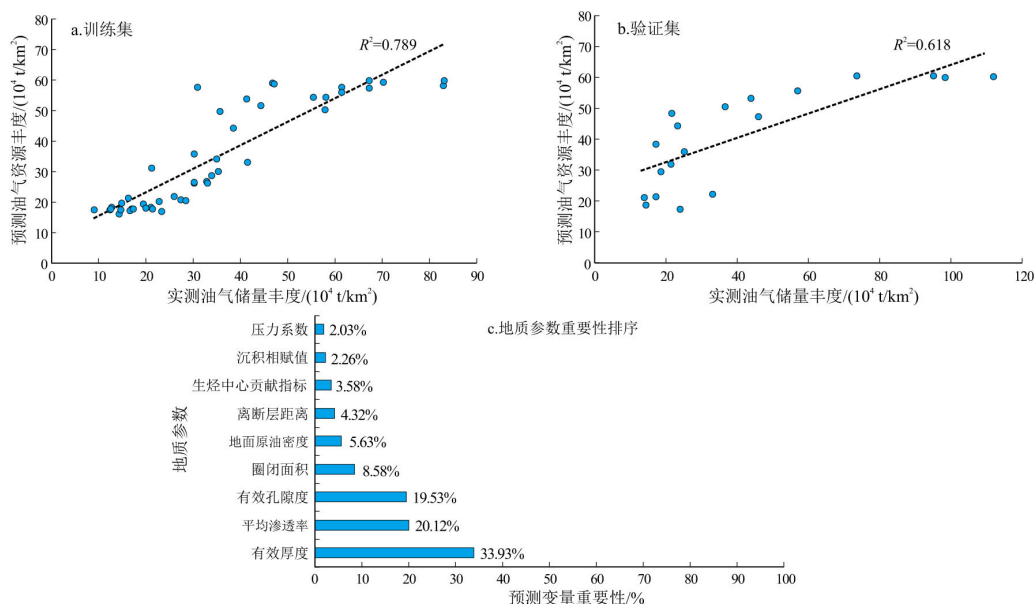 a.训练集
R²=0.789
预测油气资源丰度/(10⁴ t/km²)
80
70
60
50
40
30
20
10
0
0
10
20
30
40
50
60
70
80
90
实测油气储量丰度/(10⁴ t/km²)
b.验证集
R²=0.618
预测油气资源丰度/(10⁴ t/km²)
80
70
60
50
40
30
20
10
0
0
20
40
60
80
100
120
实测油气储量丰度/(10⁴ t/km²)
c.地质参数重要性排序
地质参数
压力系数 2.03%
沉积相赋值 2.26%
生烃中心贡献指标 3.58%
离断层距离 4.32%
地面原油密度 5.63%
圈闭面积 8.58%
有效孔隙度 19.53%
平均渗透率 20.12%
有效厚度 33.93%
0
10
20
30
40
50
60
70
80
90
100
预测变量重要性/%